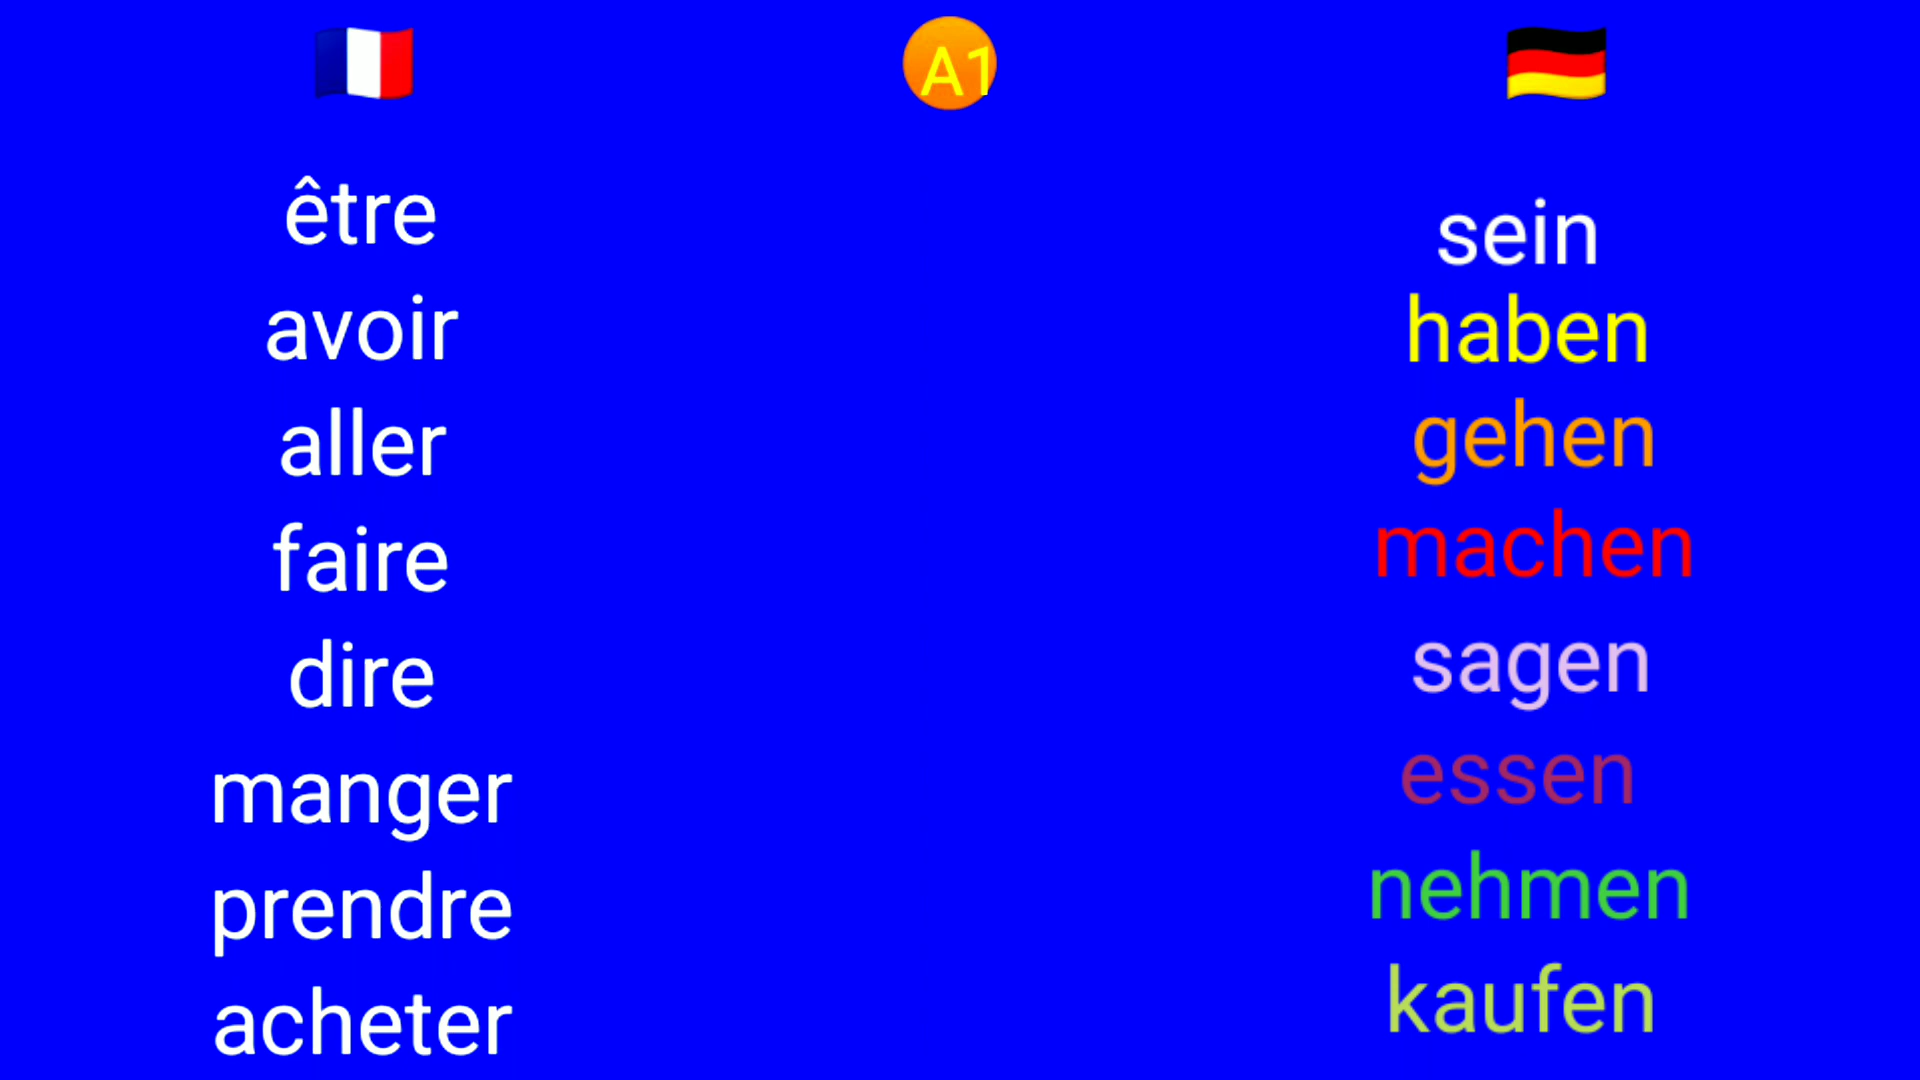 A1
être sein
avoir haben
aller gehen
faire machen
dire sagen
manger essen
prendre nehmen
acheter kaufen